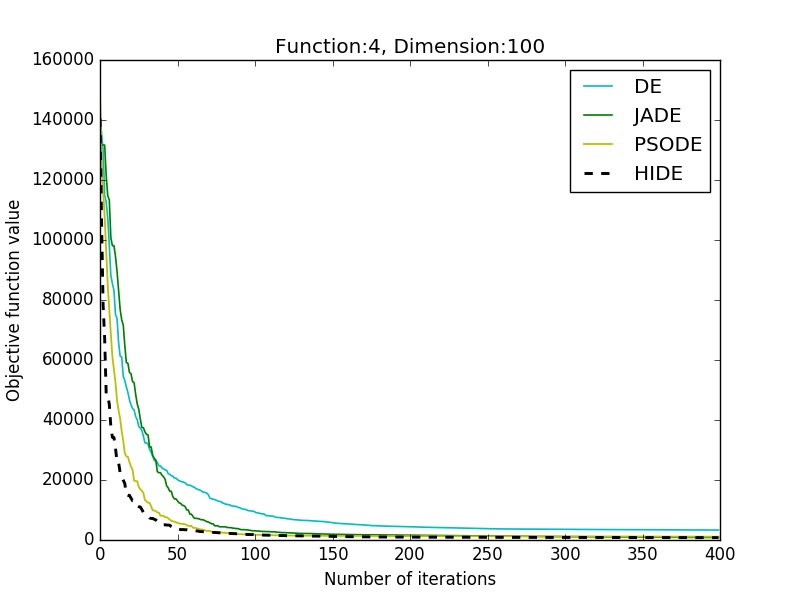 Function:4, Dimension:100
160000
140000
120000
100000
80000
60000
40000
20000
0
Objective function value
DE
JADE
PSODE
HIDE
0 50 100 150 200 250 300 350 400
Number of iterations